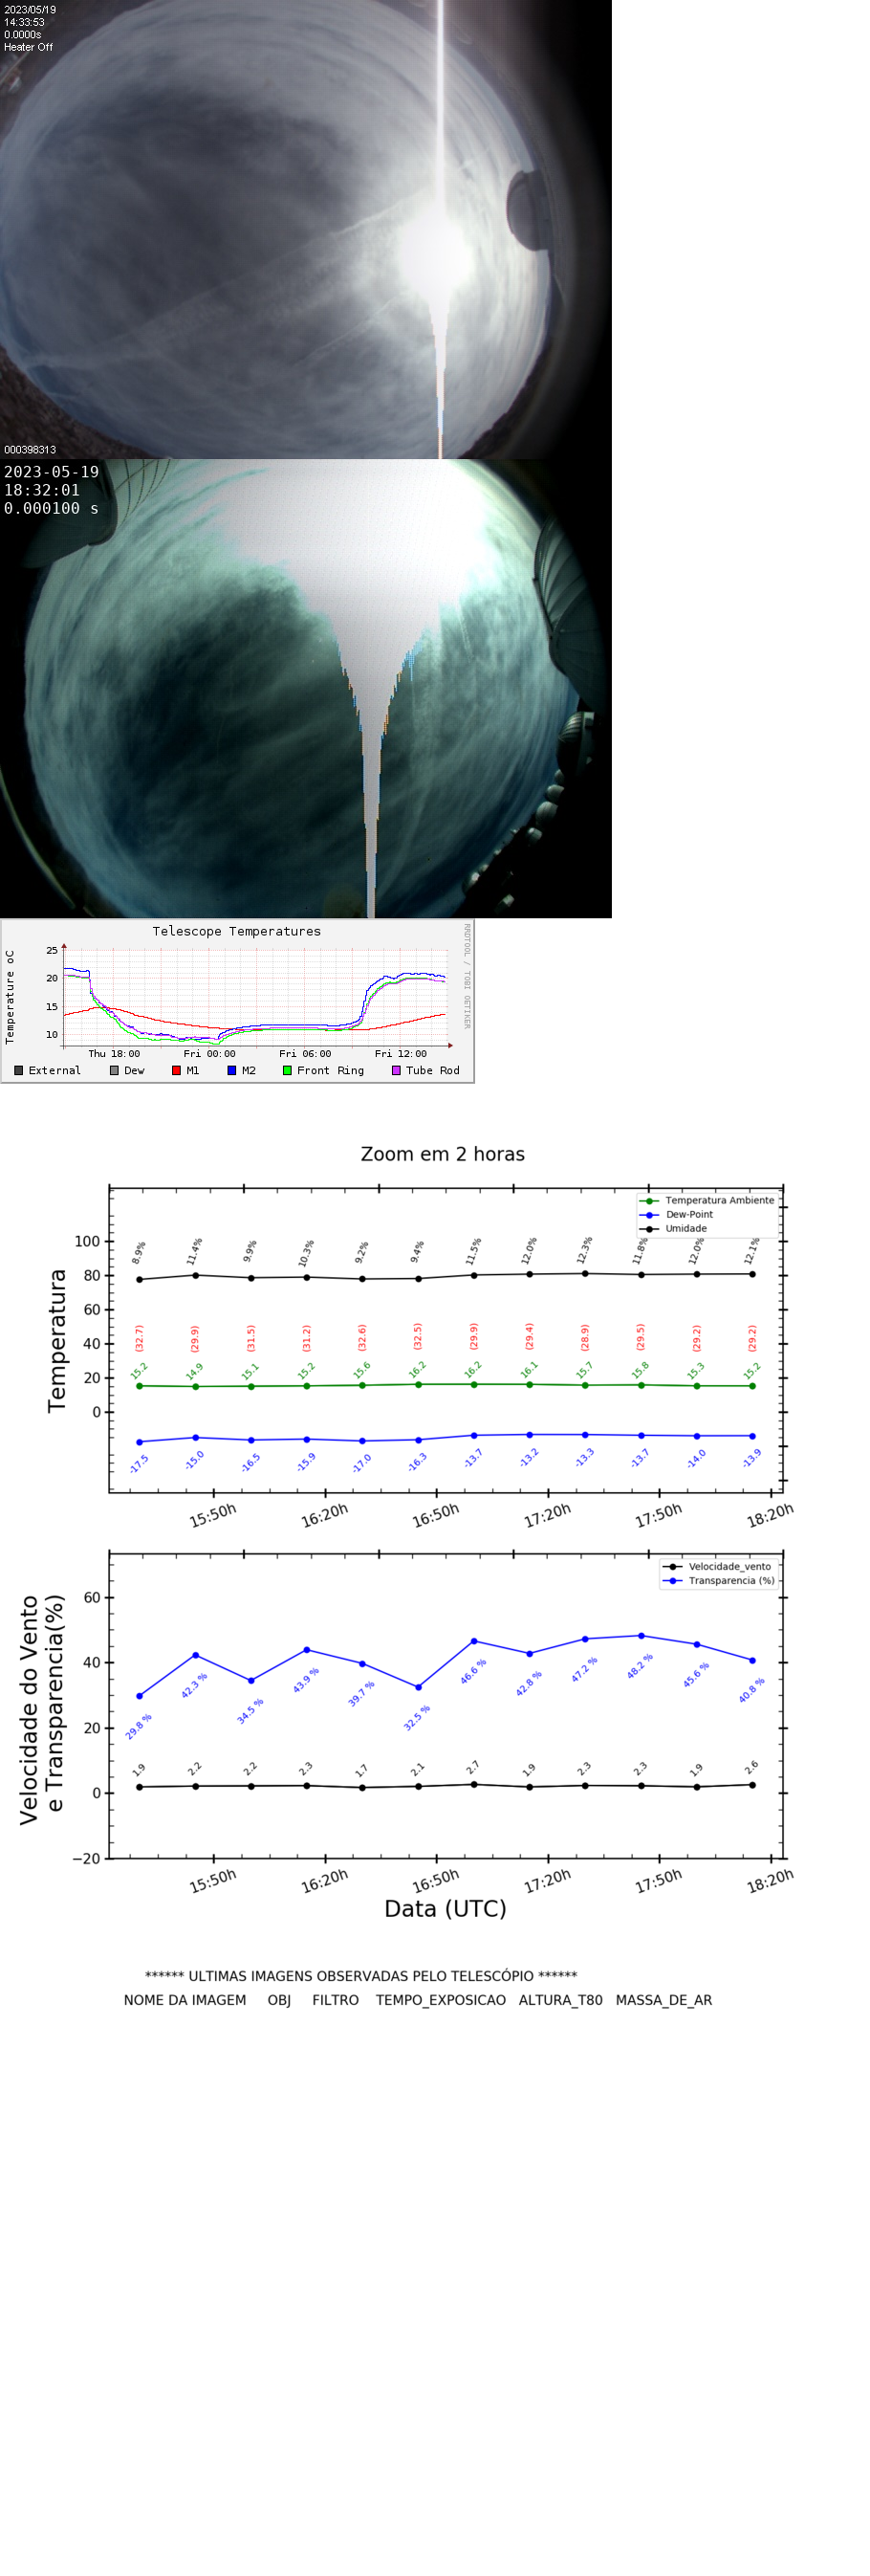 2023/05/19
14:33:53
0.0000s
Heater Off
000398313
2023-05-19
18:32:01
0.000100 s
Telescope Temperatures
RRDTOOL / TOBI OETIKER
Temperature oC
25
20
15
10
Thu 18:00 Fri 00:00 Fri 06:00 Fri 12:00
External Dew M1 M2 Front Ring Tube Rod
Zoom em 2 horas
Temperatura Ambiente
Dew-Point
Umidade
Temperatura
100
80
60
40
20
0
8.9% 11.4% 9.9% 10.3% 9.2% 9.4% 11.5% 12.0% 12.3% 11.8% 12.0% 12.1%
(32.7) (29.9) (31.5) (31.2) (32.6) (32.5) (29.9) (29.4) (28.9) (29.5) (29.2) (29.2)
15.2 14.9 15.1 15.2 15.6 16.2 16.2 16.1 15.7 15.8 15.3 15.2
-17.5 -15.0 -16.5 -15.9 -17.0 -16.3 -13.7 -13.2 -13.3 -13.7 -14.0 -13.9
15:50h 16:20h 16:50h 17:20h 17:50h 18:20h
Velocidade_vento
Transparencia (%)
Velocidade do Vento
e Transparencia(%)
60
40
20
0
−20
29.8 % 42.3 % 34.5 % 43.9 % 39.7 % 32.5 % 46.6 % 42.8 % 47.2 % 48.2 % 45.6 % 40.8 %
1.9 2.2 2.2 2.3 1.7 2.1 2.7 1.9 2.3 2.3 1.9 2.6
15:50h 16:20h 16:50h 17:20h 17:50h 18:20h
Data (UTC)
****** ULTIMAS IMAGENS OBSERVADAS PELO TELESCÓPIO ******
NOME DA IMAGEM OBJ FILTRO TEMPO_EXPOSICAO ALTURA_T80 MASSA_DE_AR